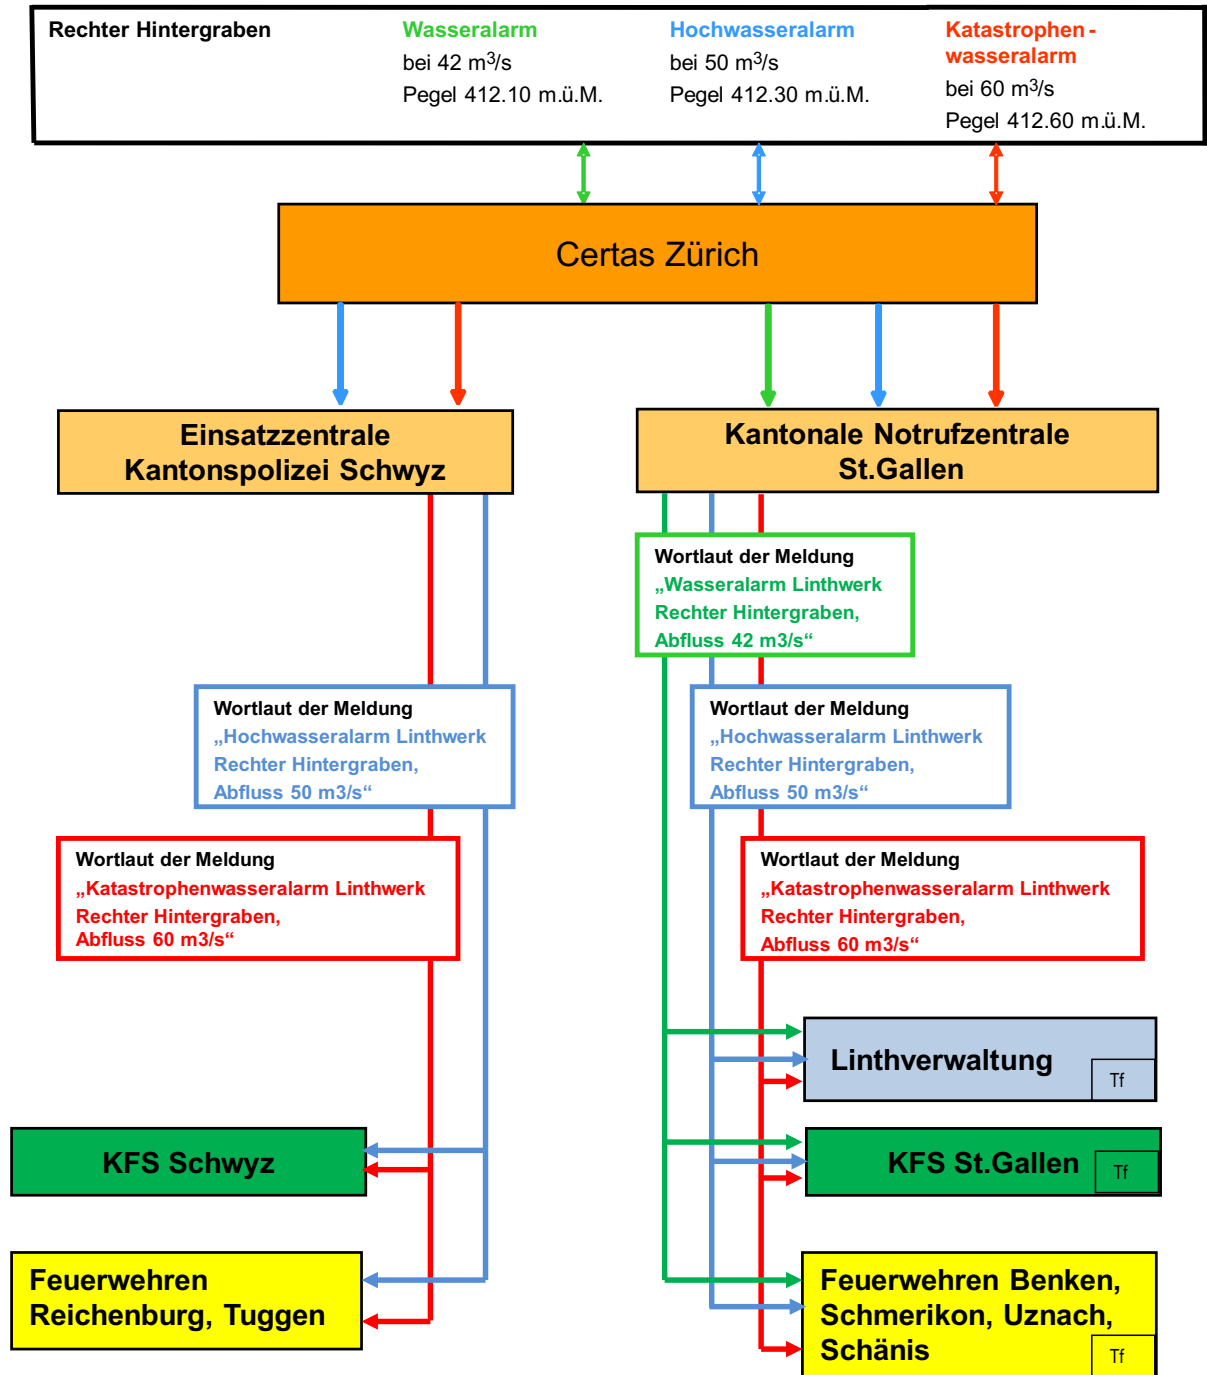 Rechter Hintergraben
Wasseralarm
bei 42 m³/s
Pegel 412.10 m.ü.M.
Hochwasseralarm
bei 50 m³/s
Pegel 412.30 m.ü.M.
Katastrophen-
wasseralarm
bei 60 m³/s
Pegel 412.60 m.ü.M.
Certas Zürich
Einsatzzentrale
Kantonspolizei Schwyz
Kantonale Notrufzentrale
St.Gallen
Wortlaut der Meldung
„Wasseralarm Linthwerk
Rechter Hintergraben,
Abfluss 42 m3/s“
Wortlaut der Meldung
„Hochwasseralarm Linthwerk
Rechter Hintergraben,
Abfluss 50 m3/s“
Wortlaut der Meldung
„Hochwasseralarm Linthwerk
Rechter Hintergraben,
Abfluss 50 m3/s“
Wortlaut der Meldung
„Katastrophenwasseralarm Linthwerk
Rechter Hintergraben,
Abfluss 60 m3/s“
Wortlaut der Meldung
„Katastrophenwasseralarm Linthwerk
Rechter Hintergraben,
Abfluss 60 m3/s“
Linthverwaltung
Tf
KFS Schwyz
KFS St.Gallen
Tf
Feuerwehren
Reichenburg, Tuggen
Feuerwehren Benken,
Schmerikon, Uznach,
Schänis
Tf